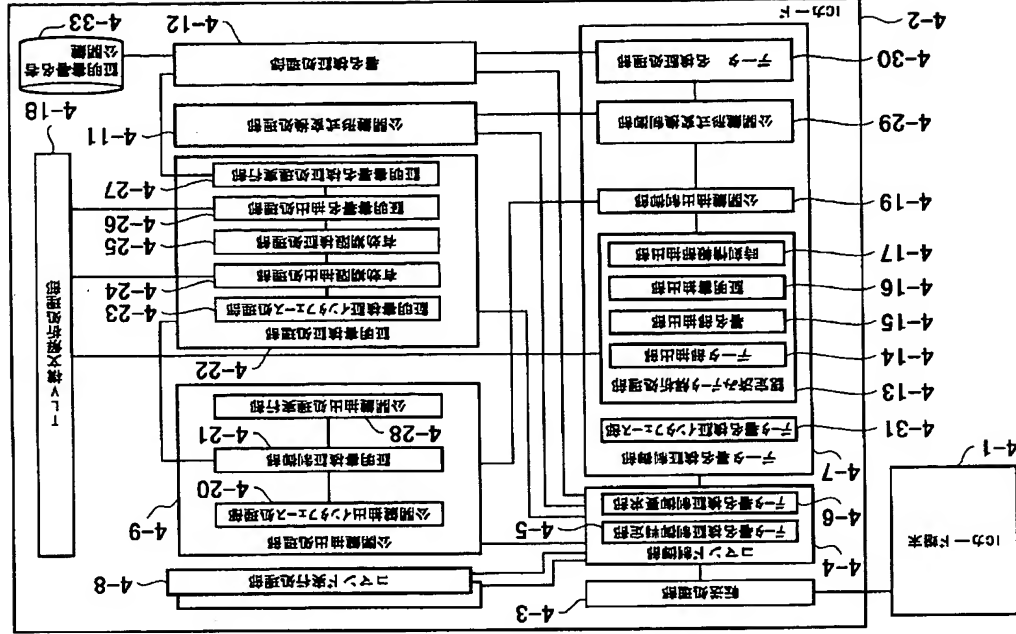 4-1
ICカード端末
4-3
転送処理部
4-4
コマンド制御部
4-5
データ署名検証制御判定部
4-6
データ署名検証制御要求部
4-8
コマンド実行処理部
4-7
データ署名検証制御部
4-31
データ署名検証インタフェース部
4-13
認定済みデータ解析処理部
4-14
データ部抽出部
4-15
署名部抽出部
4-16
証明書抽出部
4-17
時刻情報部抽出部
4-19
公開鍵抽出制御部
4-29
公開鍵形式変換制御部
4-30
データ 名検証処理部
4-9
公開鍵抽出処理部
4-20
公開鍵抽出インタフェース処理部
4-21
証明書検証制御部
4-28
公開鍵抽出処理実行部
4-22
証明書検証処理部
4-23
証明書検証インタフェース処理部
4-24
有効期限抽出処理部
4-25
有効期限検証処理部
4-26
証明書署名抽出処理部
4-27
証明書署名検証処理実行部
4-11
公開鍵形式変換処理部
4-12
署名検証処理部
4-18
TLV構文解析処理部
4-33
証明書署名者
公開鍵
4-2
ICカード